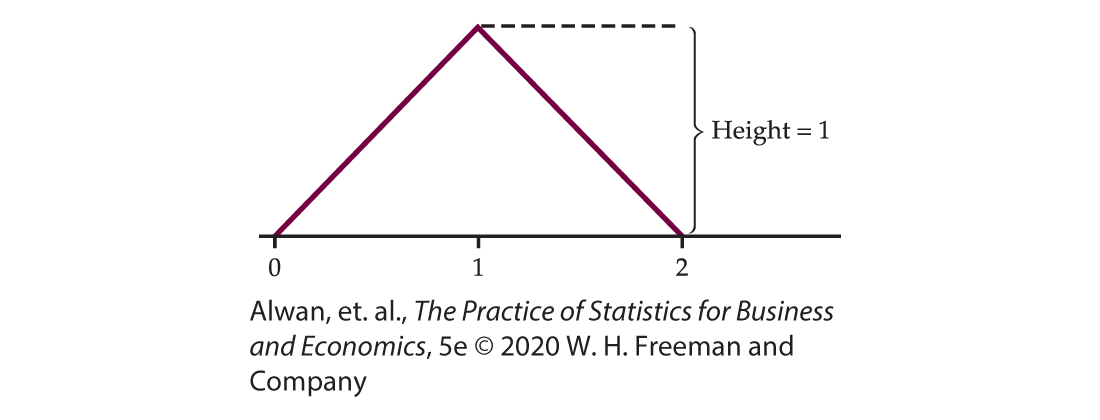 Height = 1
0 1 2
Alwan, et. al., The Practice of Statistics for Business
and Economics, 5e © 2020 W. H. Freeman and
Company